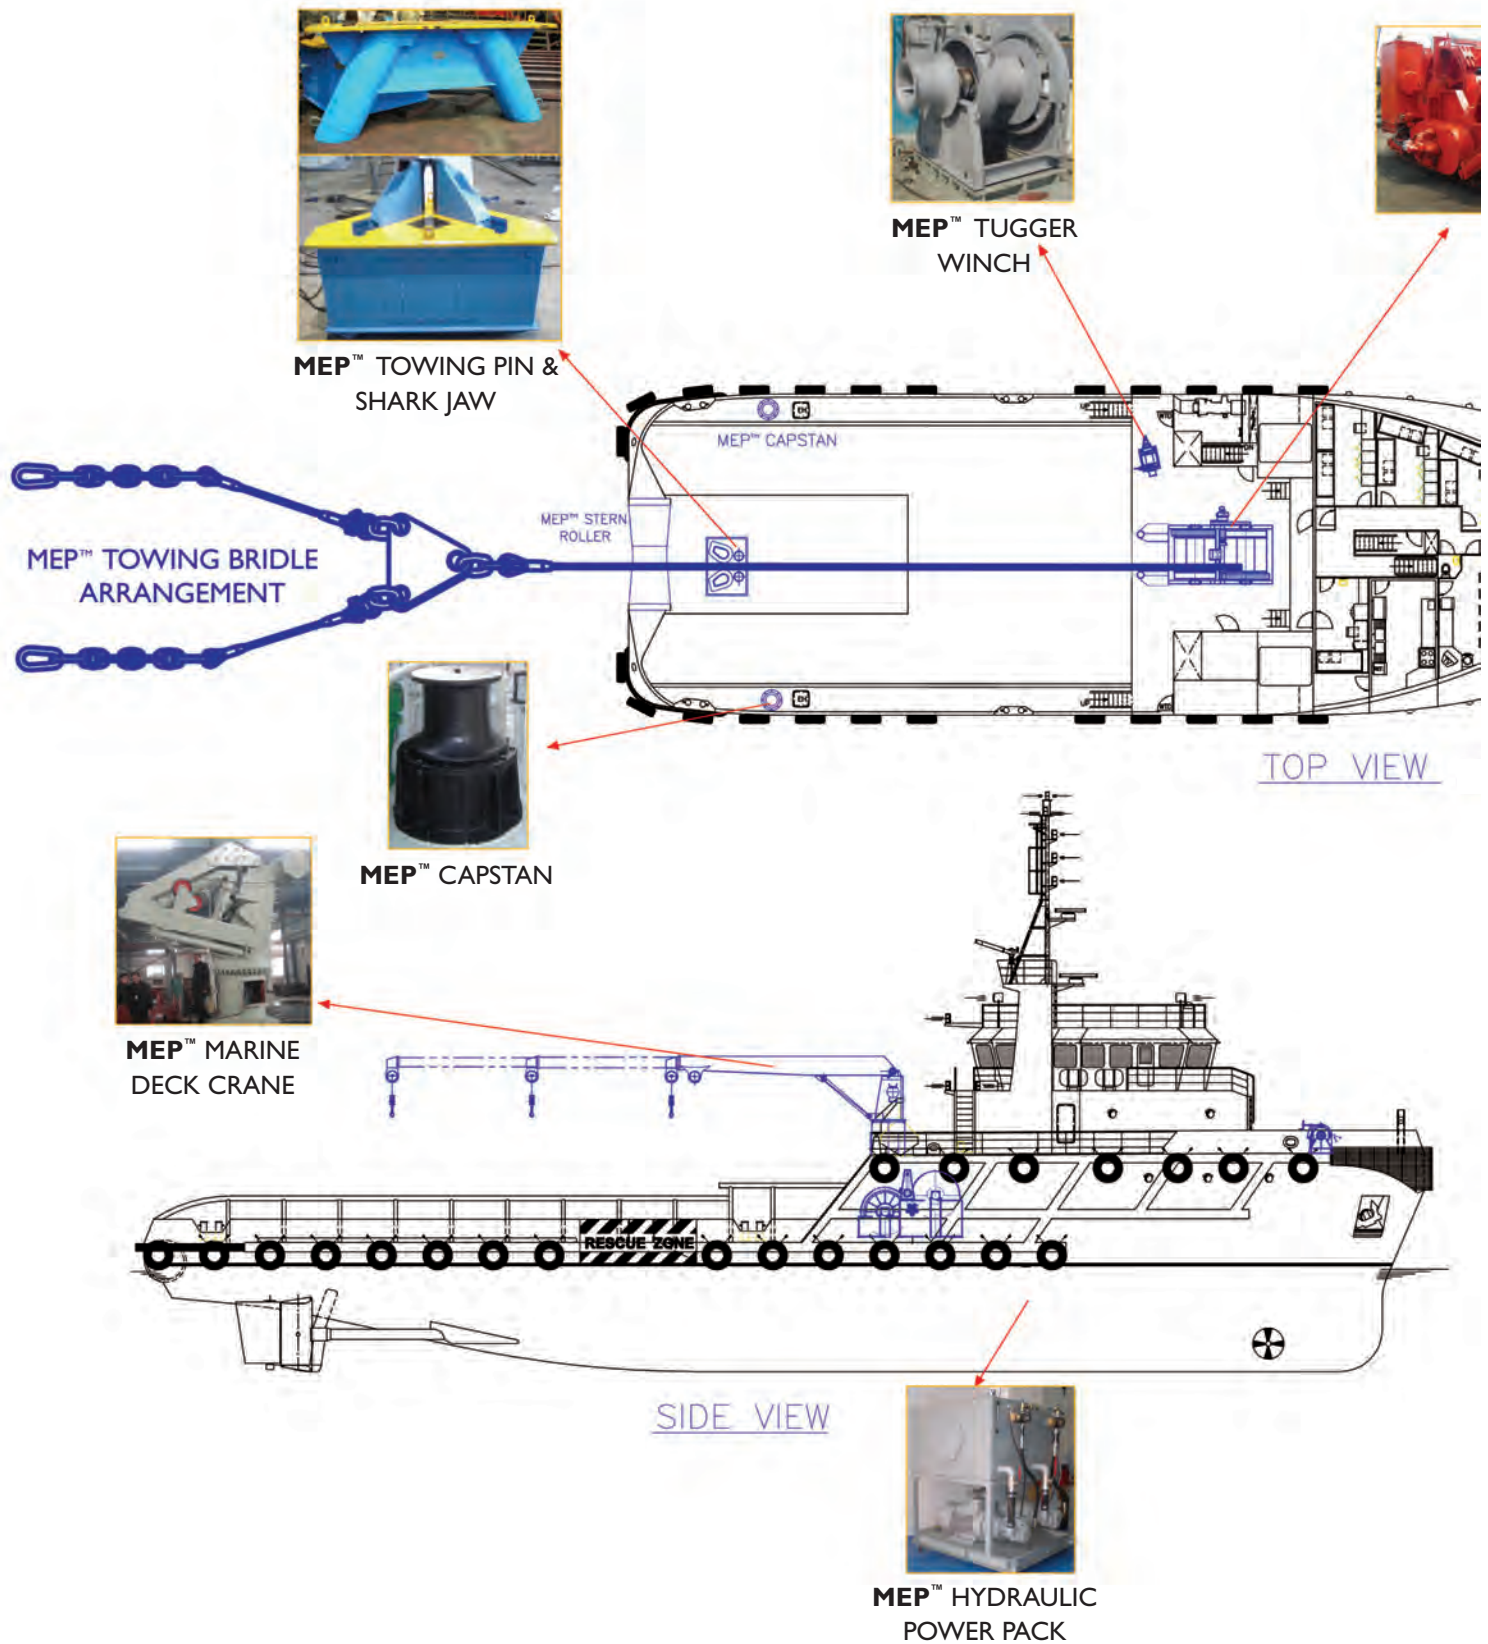 MEP™ TUGGER
WINCH
MEP™ TOWING PIN &
SHARK JAW
MEP™ CAPSTAN
MEP™ STERN
ROLLER
MEP™ TOWING BRIDLE
ARRANGEMENT
TOP VIEW
MEP™ CAPSTAN
MEP™ MARINE
DECK CRANE
RESCUE ZONE
SIDE VIEW
MEP™ HYDRAULIC
POWER PACK